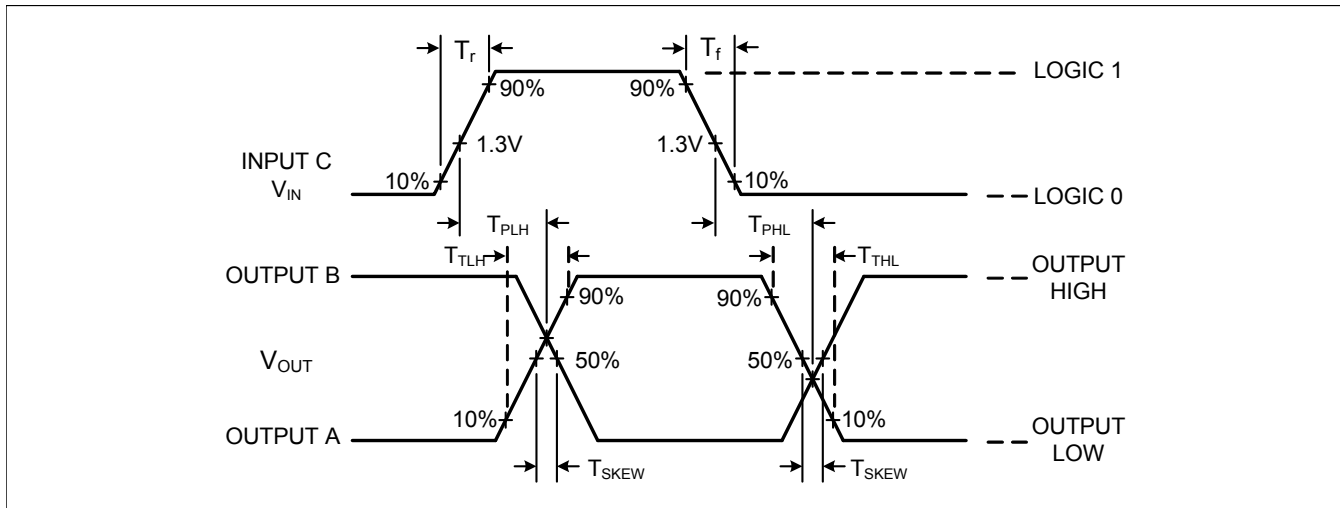 Tr
Tf
LOGIC 1
90%
90%
1.3V
1.3V
INPUT C
VIN
10%
10%
LOGIC 0
TPLH
TPHL
TTLH
TTHL
OUTPUT B
OUTPUT
HIGH
90%
90%
VOUT
50%
50%
10%
10%
OUTPUT A
OUTPUT
LOW
TSKEW
TSKEW